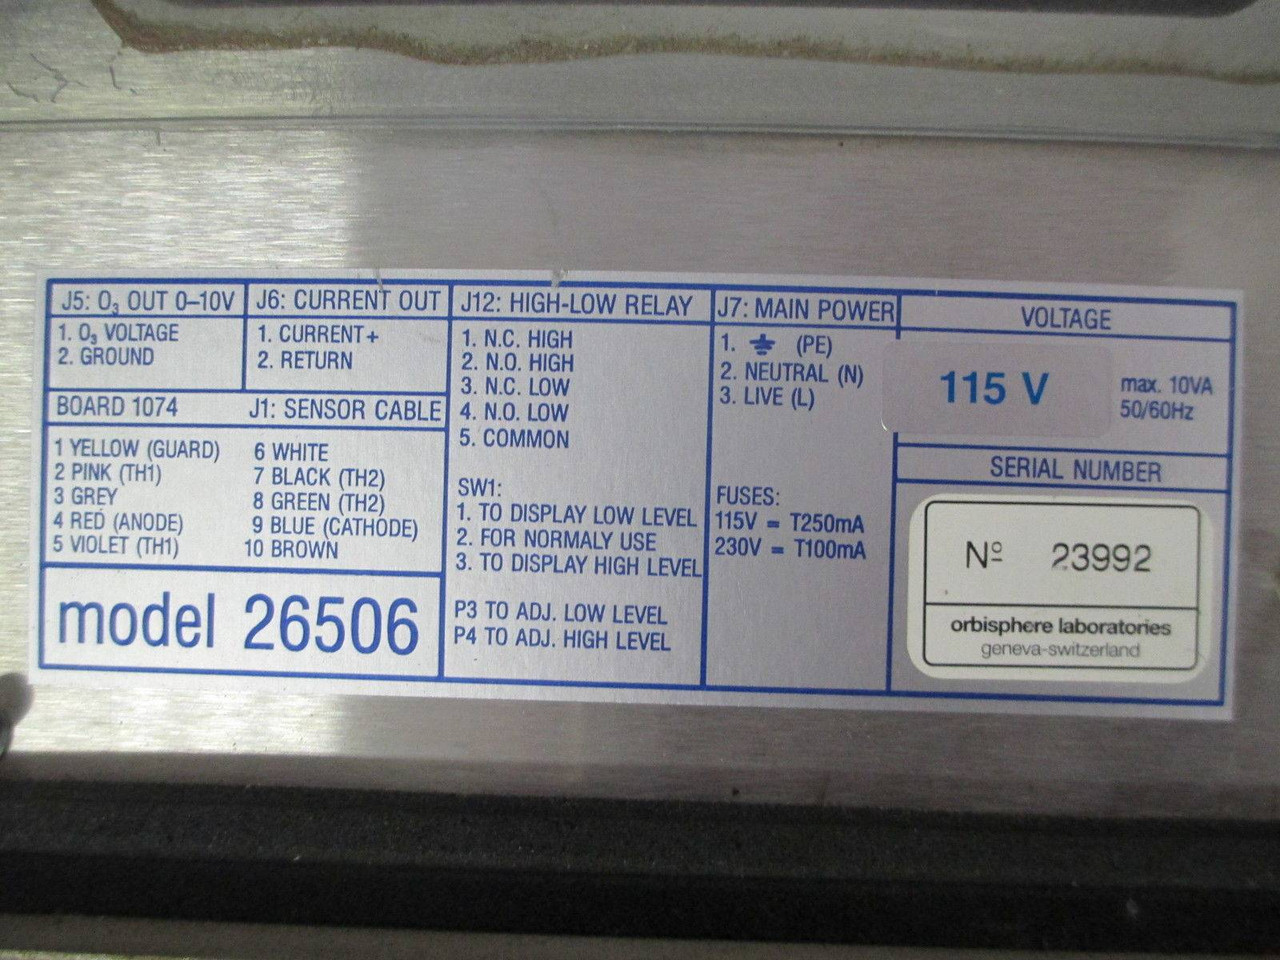 J5: O₃ OUT 0–10V
1. O₃ VOLTAGE
2. GROUND
J6: CURRENT OUT
1. CURRENT+
2. RETURN
BOARD 1074 J1: SENSOR CABLE
1 YELLOW (GUARD)
2 PINK (TH1)
3 GREY
4 RED (ANODE)
5 VIOLET (TH1)
6 WHITE
7 BLACK (TH2)
8 GREEN (TH2)
9 BLUE (CATHODE)
10 BROWN
model 26506
J12: HIGH-LOW RELAY
1. N.C. HIGH
2. N.O. HIGH
3. N.C. LOW
4. N.O. LOW
5. COMMON
SW1:
1. TO DISPLAY LOW LEVEL
2. FOR NORMALY USE
3. TO DISPLAY HIGH LEVEL
P3 TO ADJ. LOW LEVEL
P4 TO ADJ. HIGH LEVEL
J7: MAIN POWER
1. ⏚ (PE)
2. NEUTRAL (N)
3. LIVE (L)
FUSES:
115V = T250mA
230V = T100mA
VOLTAGE
115 V
max. 10VA
50/60Hz
SERIAL NUMBER
Nº 23992
orbisphere laboratories
geneva-switzerland